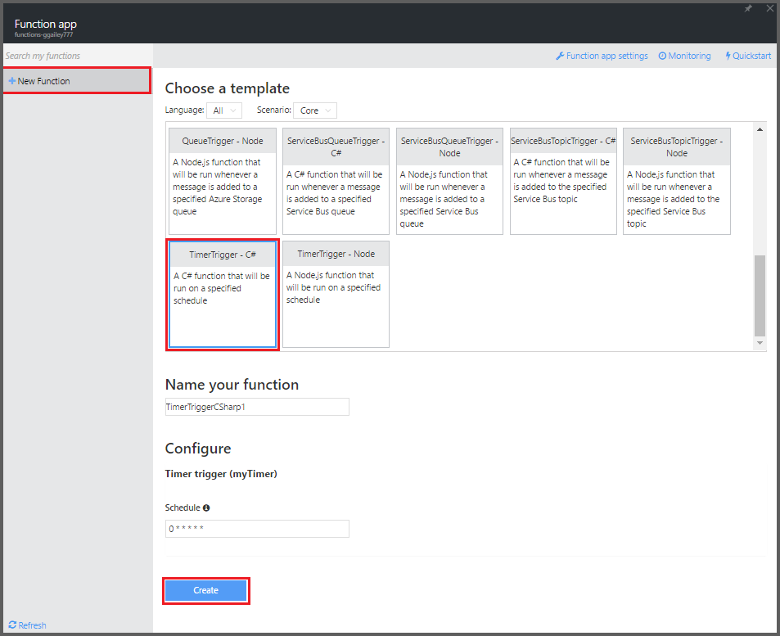 Function app
functions-ggailey777
Search my functions
Function app settings
Monitoring
Quickstart
+ New Function
Choose a template
Language: All Scenario: Core
QueueTrigger - Node
A Node.js function that
will be run whenever a
message is added to a
specified Azure Storage
queue
ServiceBusQueueTrigger -
C#
A C# function that will be
run whenever a message
is added to a specified
Service Bus queue
ServiceBusQueueTrigger -
Node
A Node.js function that
will be run whenever a
message is added to a
specified Service Bus
queue
ServiceBusTopicTrigger - C#
A C# function that will be
run whenever a message
is added to the specified
Service Bus topic
ServiceBusTopicTrigger -
Node
A Node.js function that
will be run whenever a
message is added to the
specified Service Bus
topic
TimerTrigger - C#
A C# function that will be
run on a specified
schedule
TimerTrigger - Node
A Node.js function that
will be run on a specified
schedule
Name your function
TimerTriggerCSharp1
Configure
Timer trigger (myTimer)
Schedule
0 * * * * *
Create
Refresh